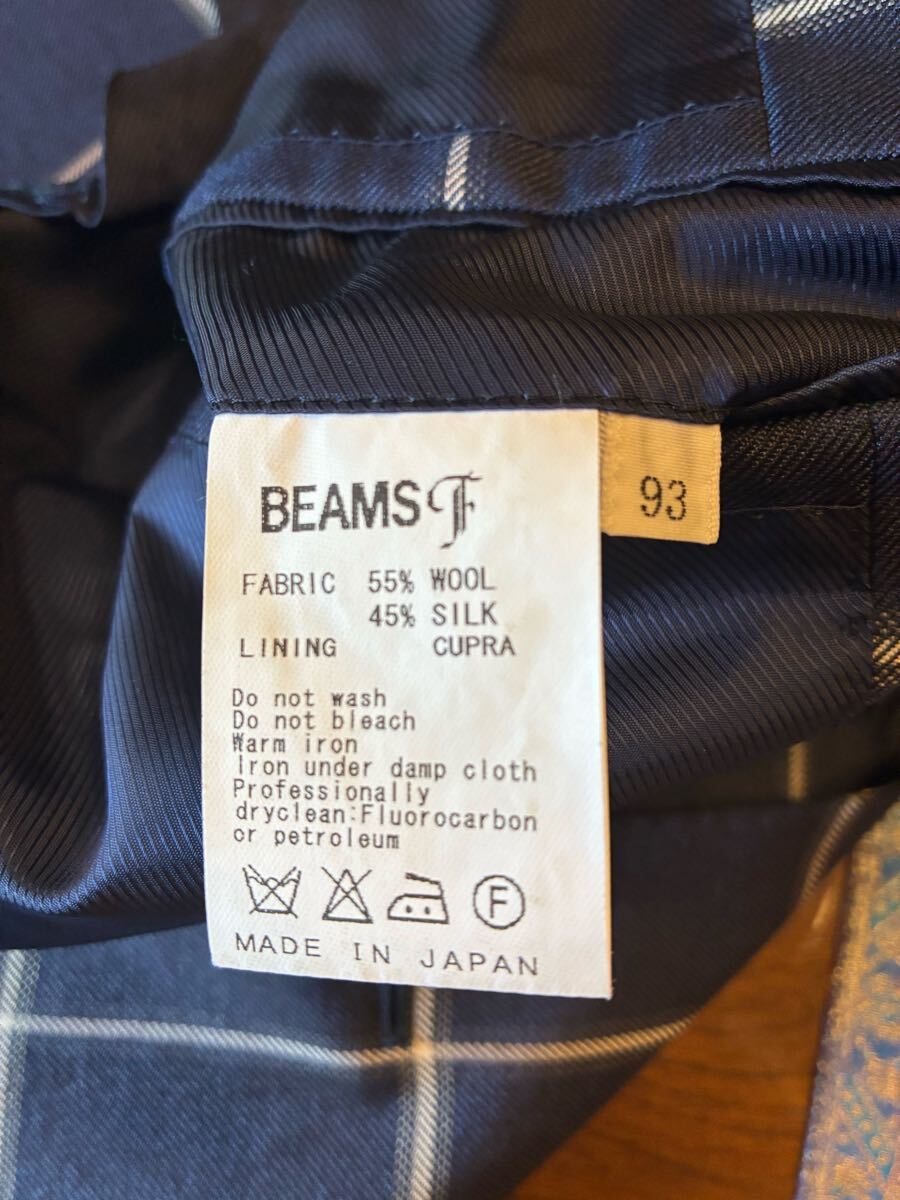 BEAMS F
93
FABRIC 55% WOOL
45% SILK
LINING CUPRA
Do not wash
Do not bleach
Warm iron
Iron under damp cloth
Professionally
dryclean:Fluorocarbon
or petroleum
F
MADE IN JAPAN